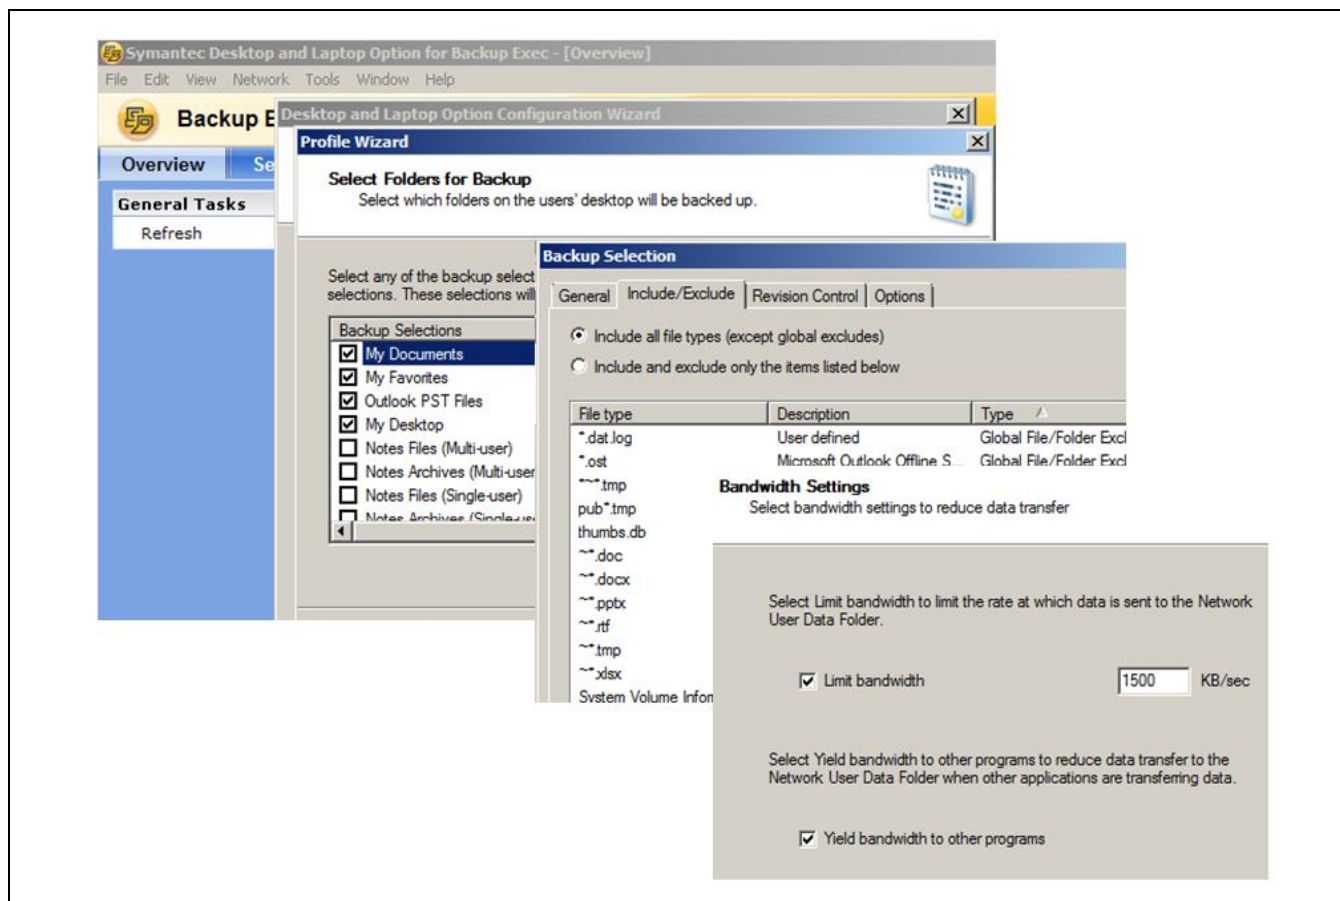 Symantec Desktop and Laptop Option for Backup Exec - [Overview]
File Edit View Network Tools Window Help
Backup E
Desktop and Laptop Option Configuration Wizard
Profile Wizard
Overview
Se
General Tasks
Refresh
Select Folders for Backup
Select which folders on the users' desktop will be backed up.
Select any of the backup select
selections. These selections will
Backup Selections
My Documents
My Favorites
Outlook PST Files
My Desktop
Notes Files (Multi-user)
Notes Archives (Multi-user
Notes Files (Single-user)
Notes Archives (Single-us
Backup Selection
General Include/Exclude Revision Control Options
Include all file types (except global excludes)
Include and exclude only the items listed below
File type Description Type
*.dat.log User defined Global File/Folder Excl
*.ost Microsoft Outlook Offline S... Global File/Folder Excl
*~*.tmp
pub*.tmp
thumbs.db
~*.doc
~*.docx
~*.pptx
~*.rtf
~*.tmp
~*.xlsx
System Volume Infor
Bandwidth Settings
Select bandwidth settings to reduce data transfer
Select Limit bandwidth to limit the rate at which data is sent to the Network
User Data Folder.
Limit bandwidth 1500 KB/sec
Select Yield bandwidth to other programs to reduce data transfer to the
Network User Data Folder when other applications are transferring data.
Yield bandwidth to other programs